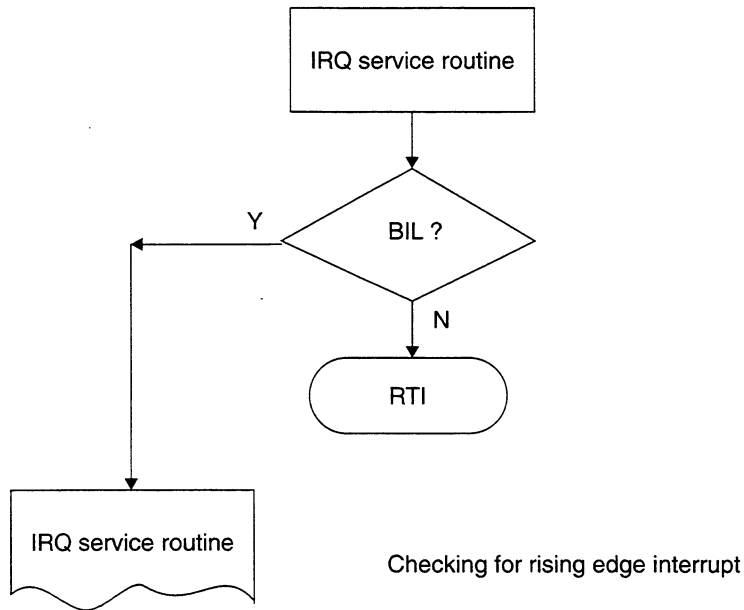 IRQ service routine
BIL ?
Y
N
RTI
IRQ service routine
Checking for rising edge interrupt